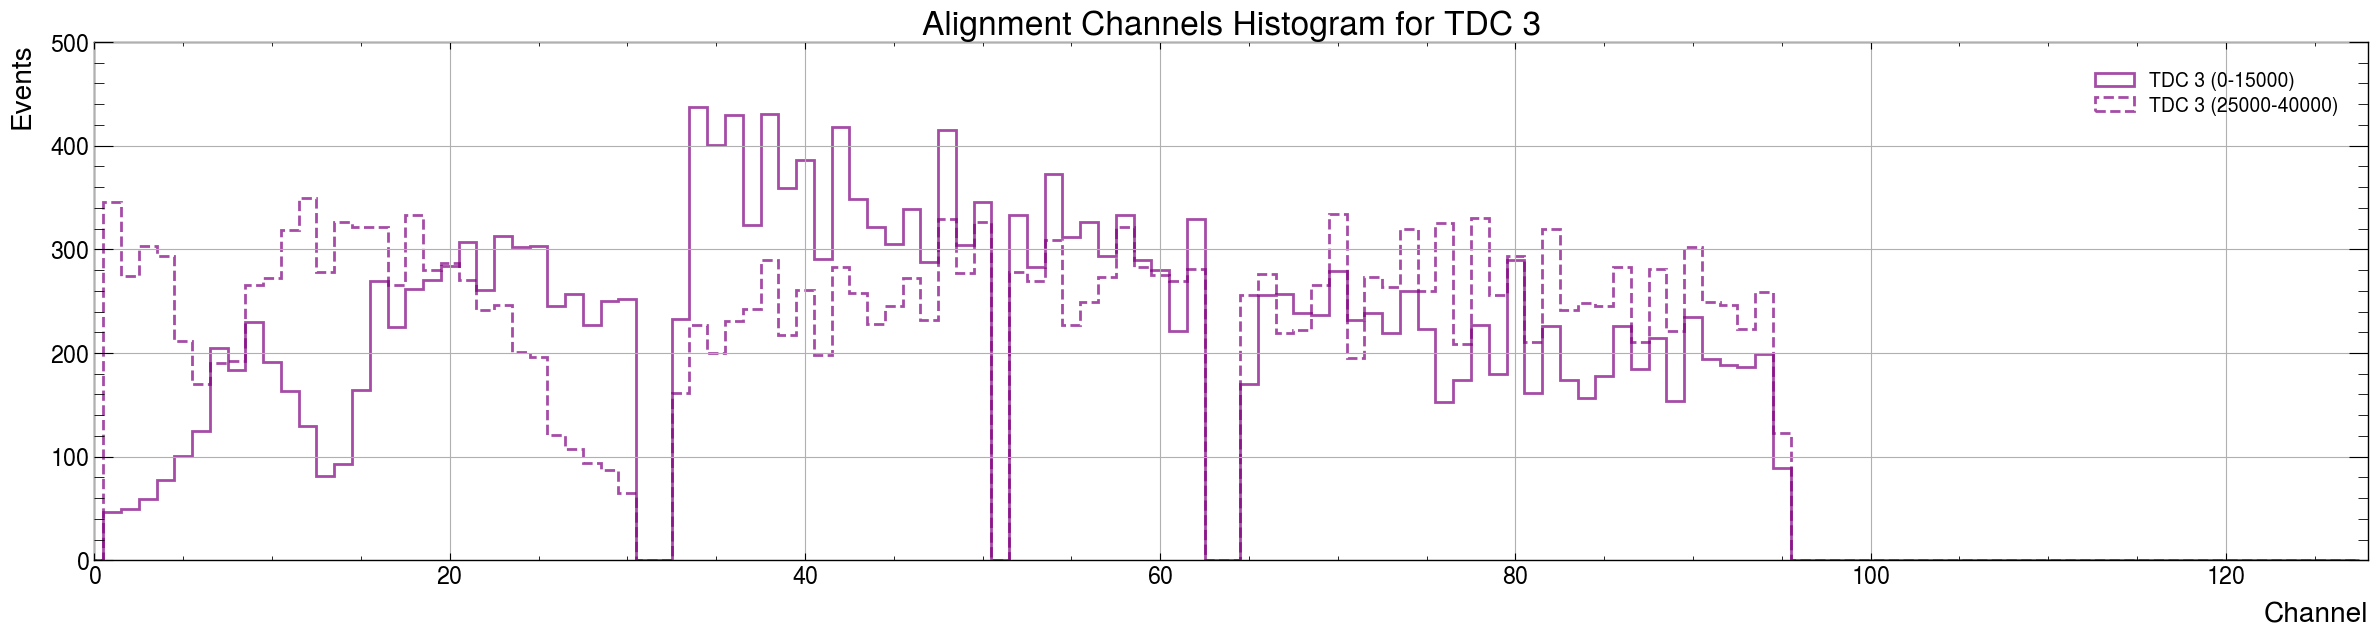 Alignment Channels Histogram for TDC 3
Events
500
400
300
200
100
0
TDC 3 (0-15000)
TDC 3 (25000-40000)
0 20 40 60 80 100 120
Channel